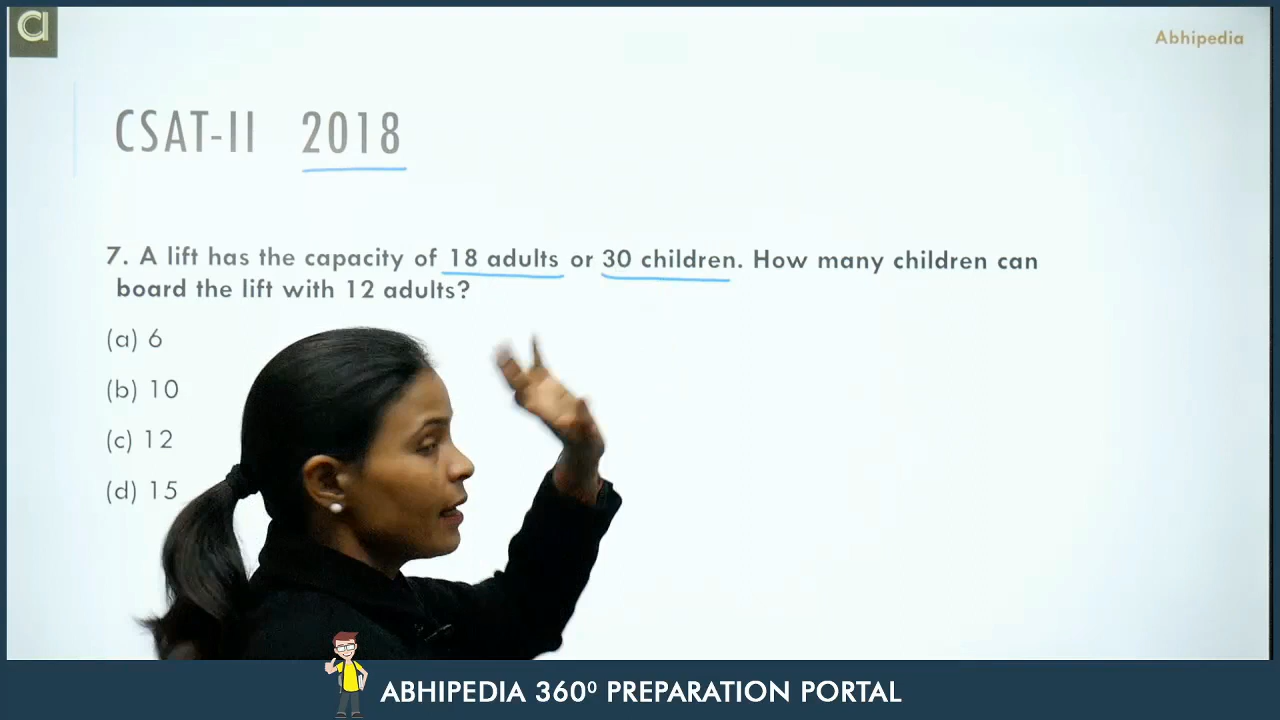 a
Abhipedia
CSAT-II 2018
7. A lift has the capacity of 18 adults or 30 children. How many children can
board the lift with 12 adults?
(a) 6
(b) 10
(c) 12
(d) 15
ABHIPEDIA 360⁰ PREPARATION PORTAL